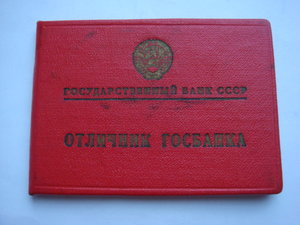 ГОСУДАРСТВЕННЫЙ БАНК СССР
ОТЛИЧНИК ГОСБАНКА